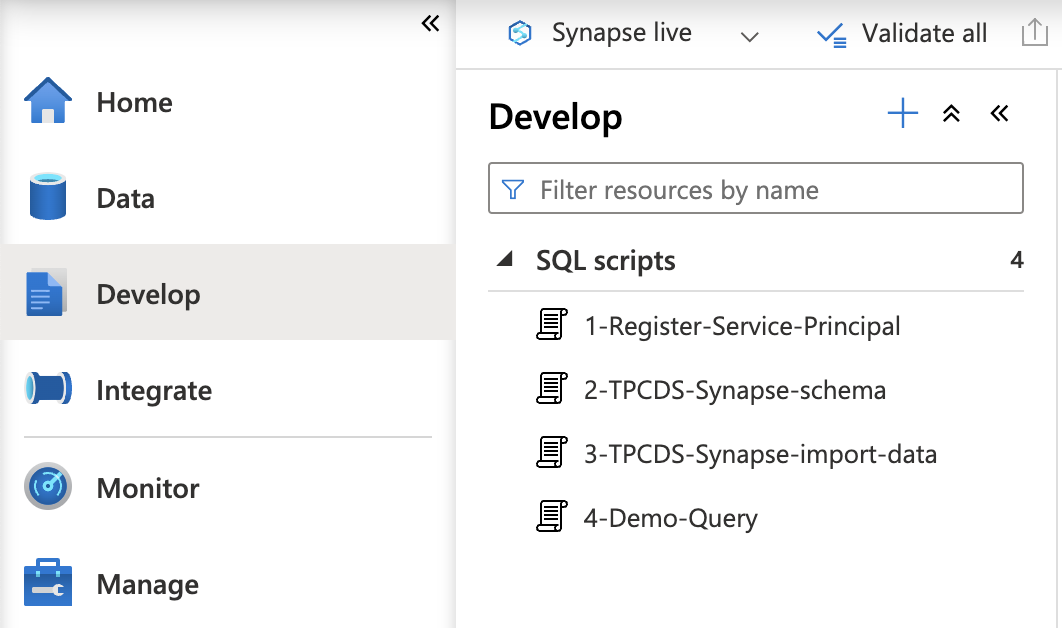 Home
Data
Develop
Integrate
Monitor
Manage
Synapse live
Validate all
Develop
Filter resources by name
SQL scripts 4
1-Register-Service-Principal
2-TPCDS-Synapse-schema
3-TPCDS-Synapse-import-data
4-Demo-Query